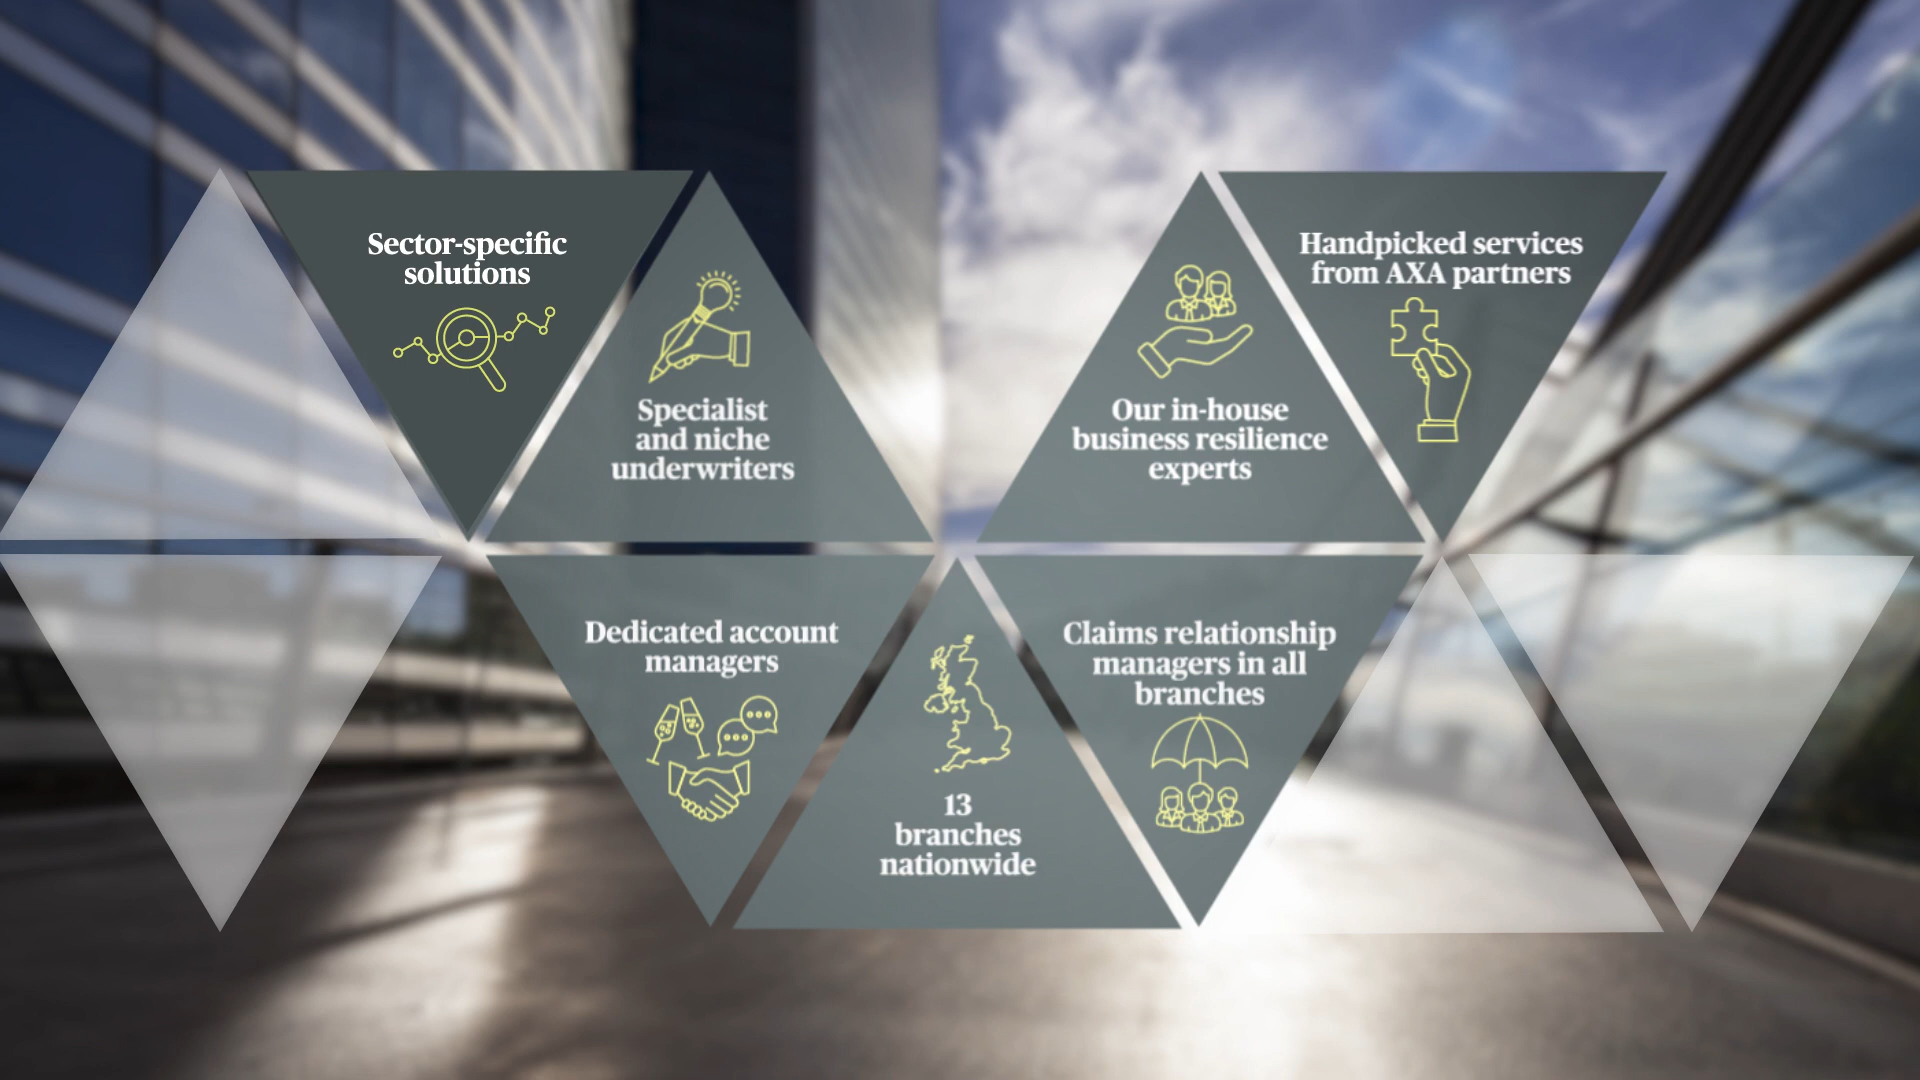 Sector-specific
solutions
Specialist
and niche
underwriters
Our in-house
business resilience
experts
Handpicked services
from AXA partners
Dedicated account
managers
13
branches
nationwide
Claims relationship
managers in all
branches